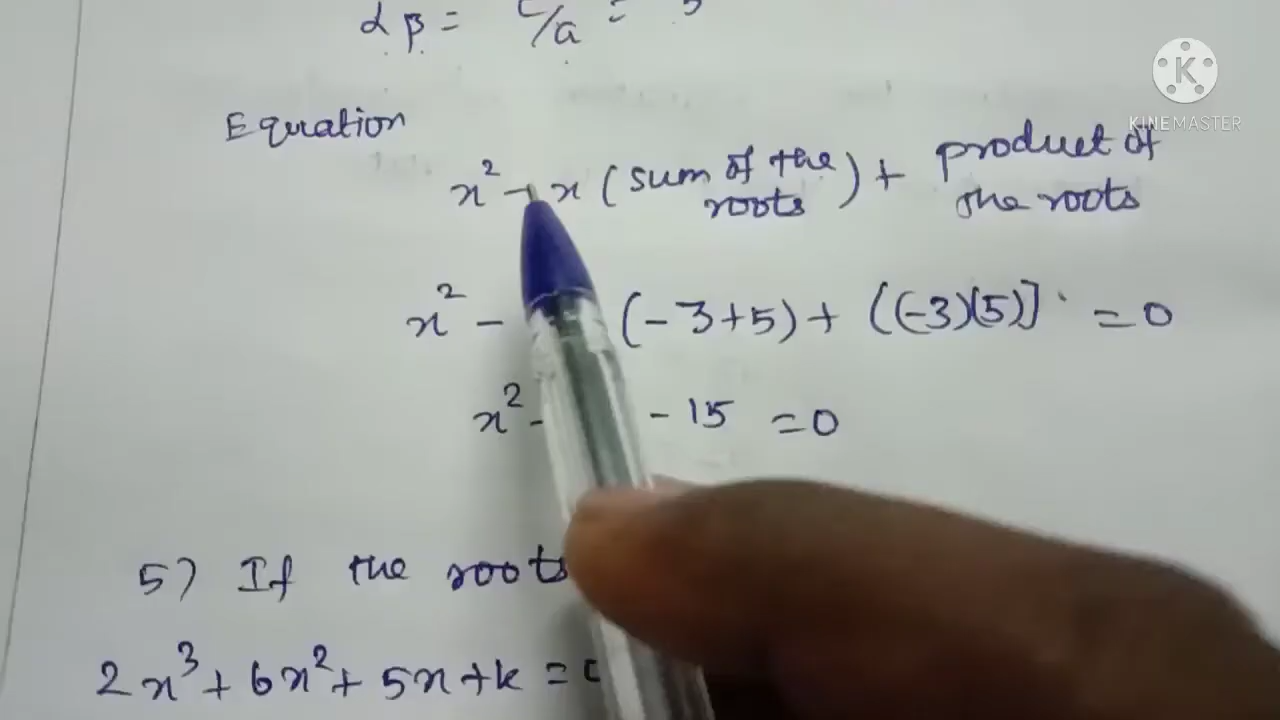 αβ = c/a =
K
KINEMASTER
Equation
x² - x (sum of the roots) + product of the roots
x² - (-3+5) + ((-3)(5)] = 0
x² - - 15 = 0
5) If the roots
2x³ + 6x² + 5x + k =